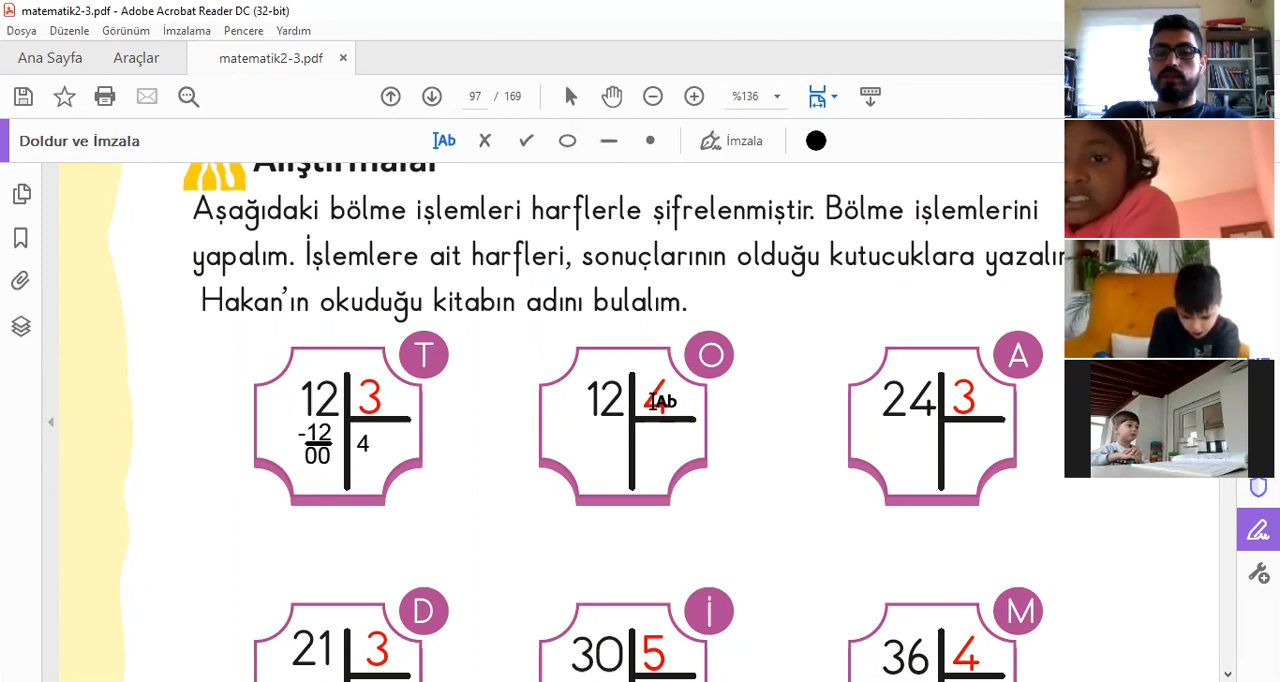 matematik2-3.pdf - Adobe Acrobat Reader DC (32-bit)
Dosya Düzenle Görünüm İmzalama Pencere Yardım
Ana Sayfa Araçlar matematik2-3.pdf ×
97 / 169 %136
Doldur ve İmzala Ab İmzala
Alıştırmalar
Aşağıdaki bölme işlemleri harflerle şifrelenmiştir. Bölme işlemlerini
yapalım. İşlemlere ait harfleri, sonuçlarının olduğu kutucuklara yazalım
Hakan'ın okuduğu kitabın adını bulalım.
T O A
12 3 12 4 Ab 24 3
-12 4
00
D İ M
21 3 30 5 36 4